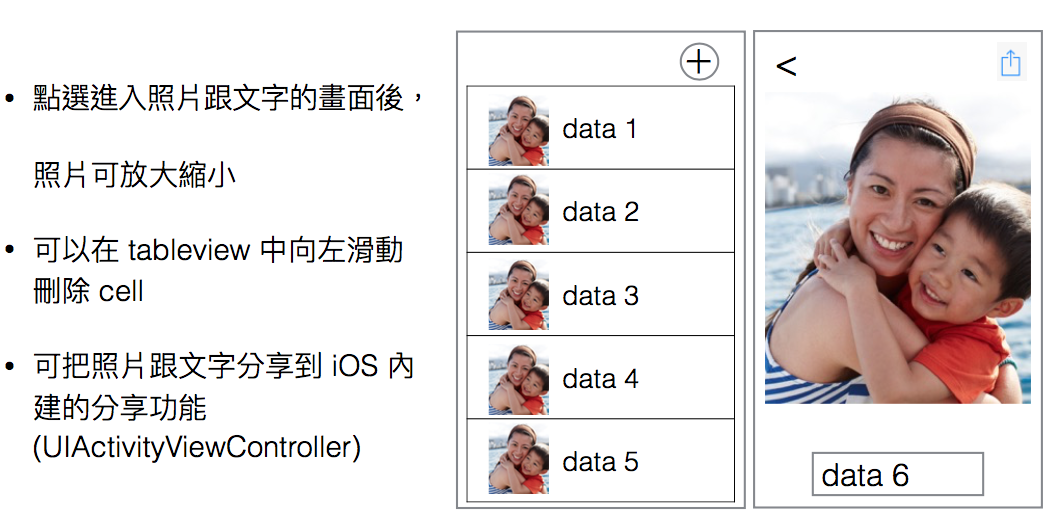 • 點選進入照片跟文字的畫面後，
照片可放大縮小
• 可以在 tableview 中向左滑動
刪除 cell
• 可把照片跟文字分享到 iOS 內
建的分享功能
(UIActivityViewController)
data 1
data 2
data 3
data 4
data 5
<
data 6